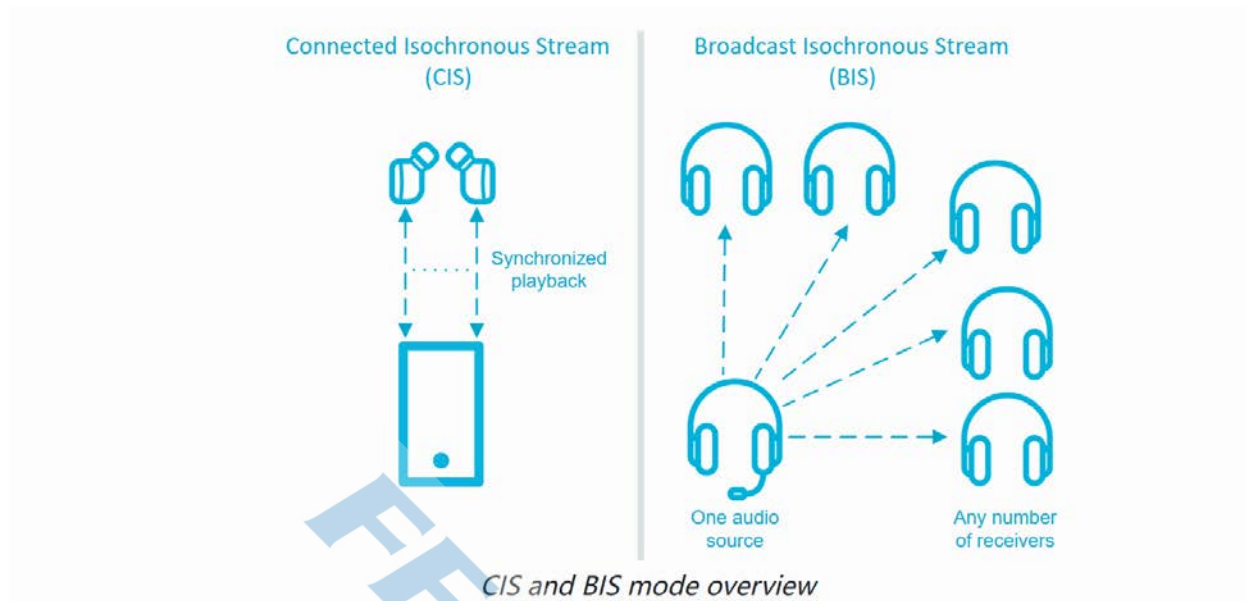 Connected Isochronous Stream
(CIS)
Broadcast Isochronous Stream
(BIS)
Synchronized
playback
One audio
source
Any number
of receivers
CIS and BIS mode overview